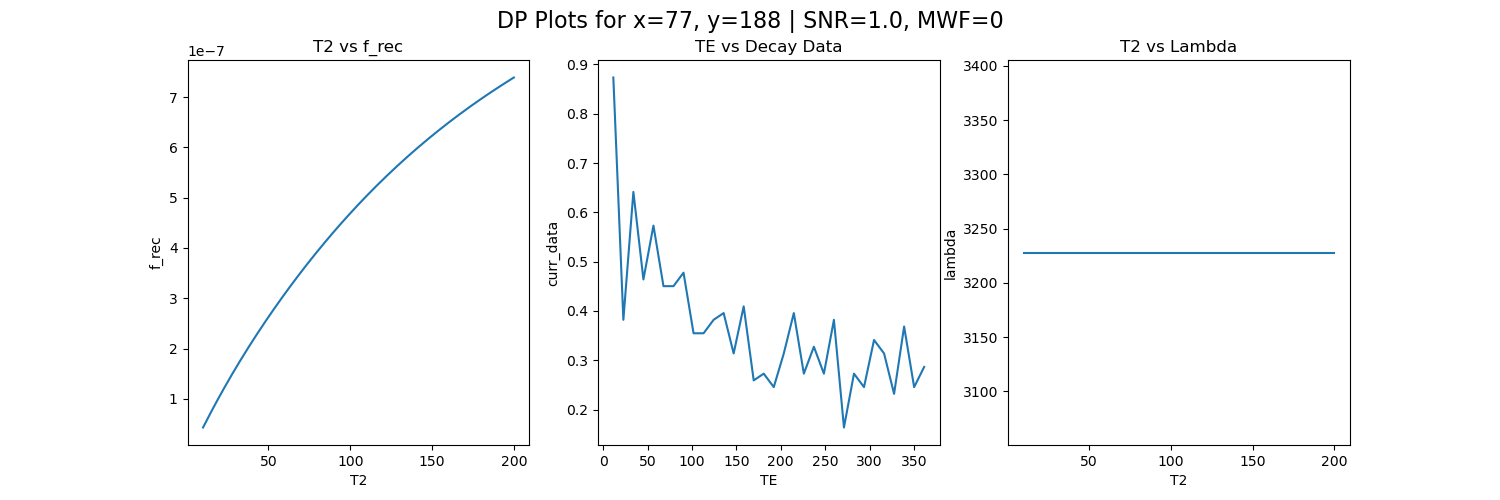 DP Plots for x=77, y=188 | SNR=1.0, MWF=0
T2 vs f_rec
1e−7
f_rec
7
6
5
4
3
2
1
50 100 150 200
T2
TE vs Decay Data
curr_data
0.9
0.8
0.7
0.6
0.5
0.4
0.3
0.2
0 50 100 150 200 250 300 350
TE
T2 vs Lambda
lambda
3400
3350
3300
3250
3200
3150
3100
50 100 150 200
T2